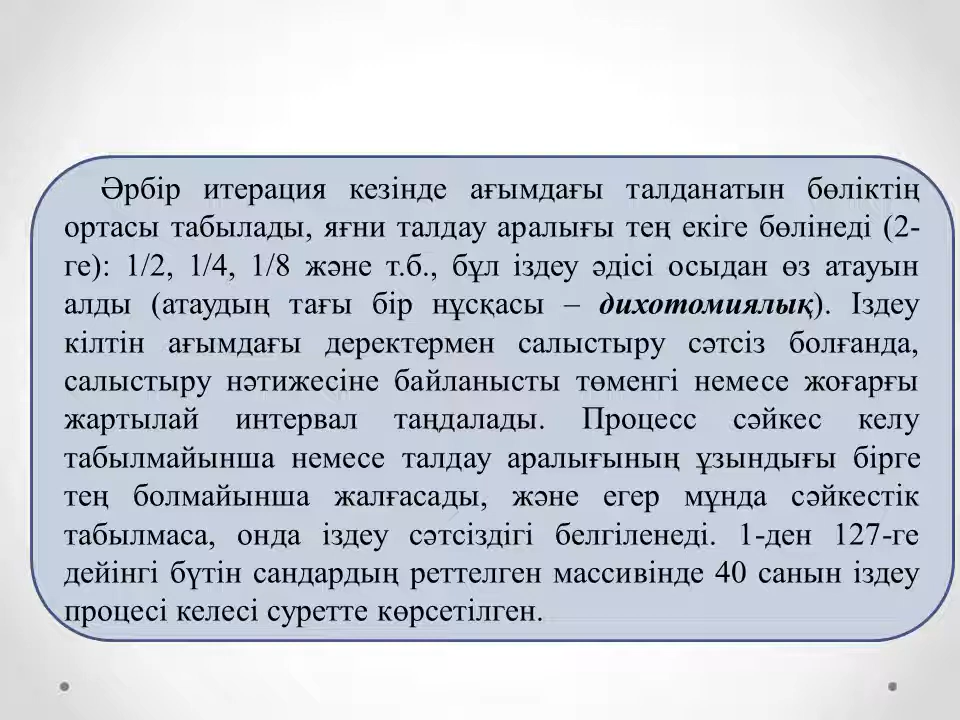 Әрбір итерация кезінде ағымдағы талданатын бөліктің
ортасы табылады, яғни талдау аралығы тең екіге бөлінеді (2-
ге): 1/2, 1/4, 1/8 және т.б., бұл іздеу әдісі осыдан өз атауын
алды (атаудың тағы бір нұсқасы – дихотомиялық). Іздеу
кілтін ағымдағы деректермен салыстыру сәтсіз болғанда,
салыстыру нәтижесіне байланысты төменгі немесе жоғарғы
жартылай интервал таңдалады. Процесс сәйкес келу
табылмайынша немесе талдау аралығының ұзындығы бірге
тең болмайынша жалғасады, және егер мұнда сәйкестік
табылмаса, онда іздеу сәтсіздігі белгіленеді. 1-ден 127-ге
дейінгі бүтін сандардың реттелген массивінде 40 санын іздеу
процесі келесі суретте көрсетілген.